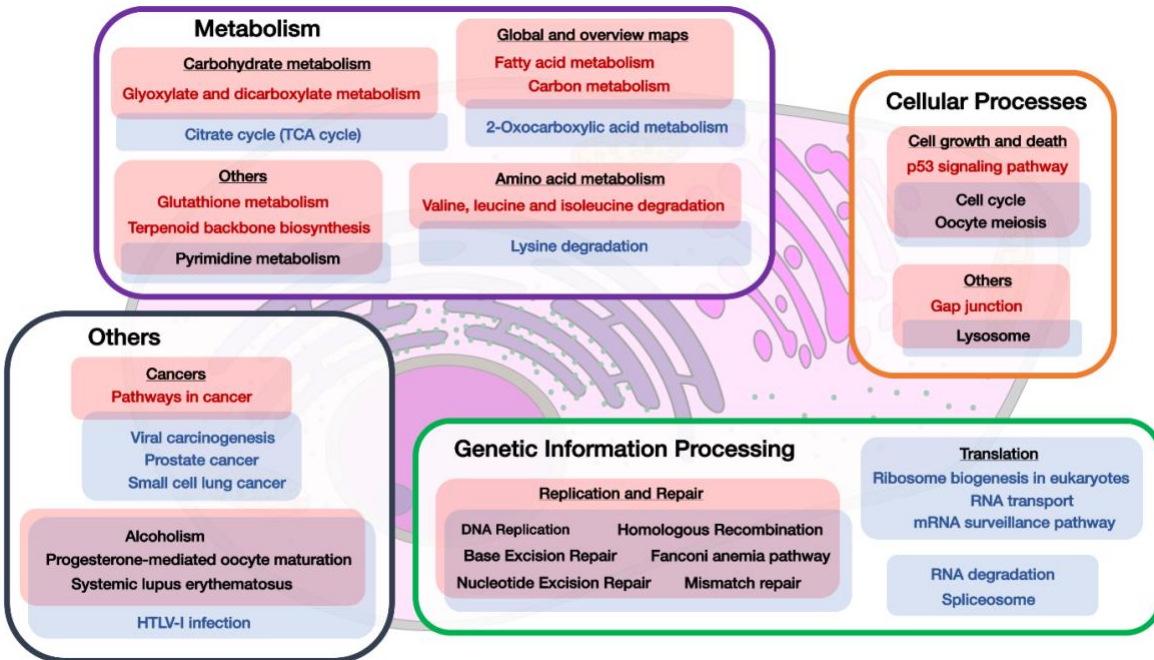 Metabolism
Carbohydrate metabolism
Glyoxylate and dicarboxylate metabolism
Citrate cycle (TCA cycle)
Global and overview maps
Fatty acid metabolism
Carbon metabolism
2-Oxocarboxylic acid metabolism
Others
Glutathione metabolism
Terpenoid backbone biosynthesis
Pyrimidine metabolism
Amino acid metabolism
Valine, leucine and isoleucine degradation
Lysine degradation
Cellular Processes
Cell growth and death
p53 signaling pathway
Cell cycle
Oocyte meiosis
Others
Gap junction
Lysosome
Others
Cancers
Pathways in cancer
Viral carcinogenesis
Prostate cancer
Small cell lung cancer
Alcoholism
Progesterone-mediated oocyte maturation
Systemic lupus erythematosus
HTLV-I infection
Genetic Information Processing
Replication and Repair
DNA Replication Homologous Recombination
Base Excision Repair Fanconi anemia pathway
Nucleotide Excision Repair Mismatch repair
Translation
Ribosome biogenesis in eukaryotes
RNA transport
mRNA surveillance pathway
RNA degradation
Spliceosome